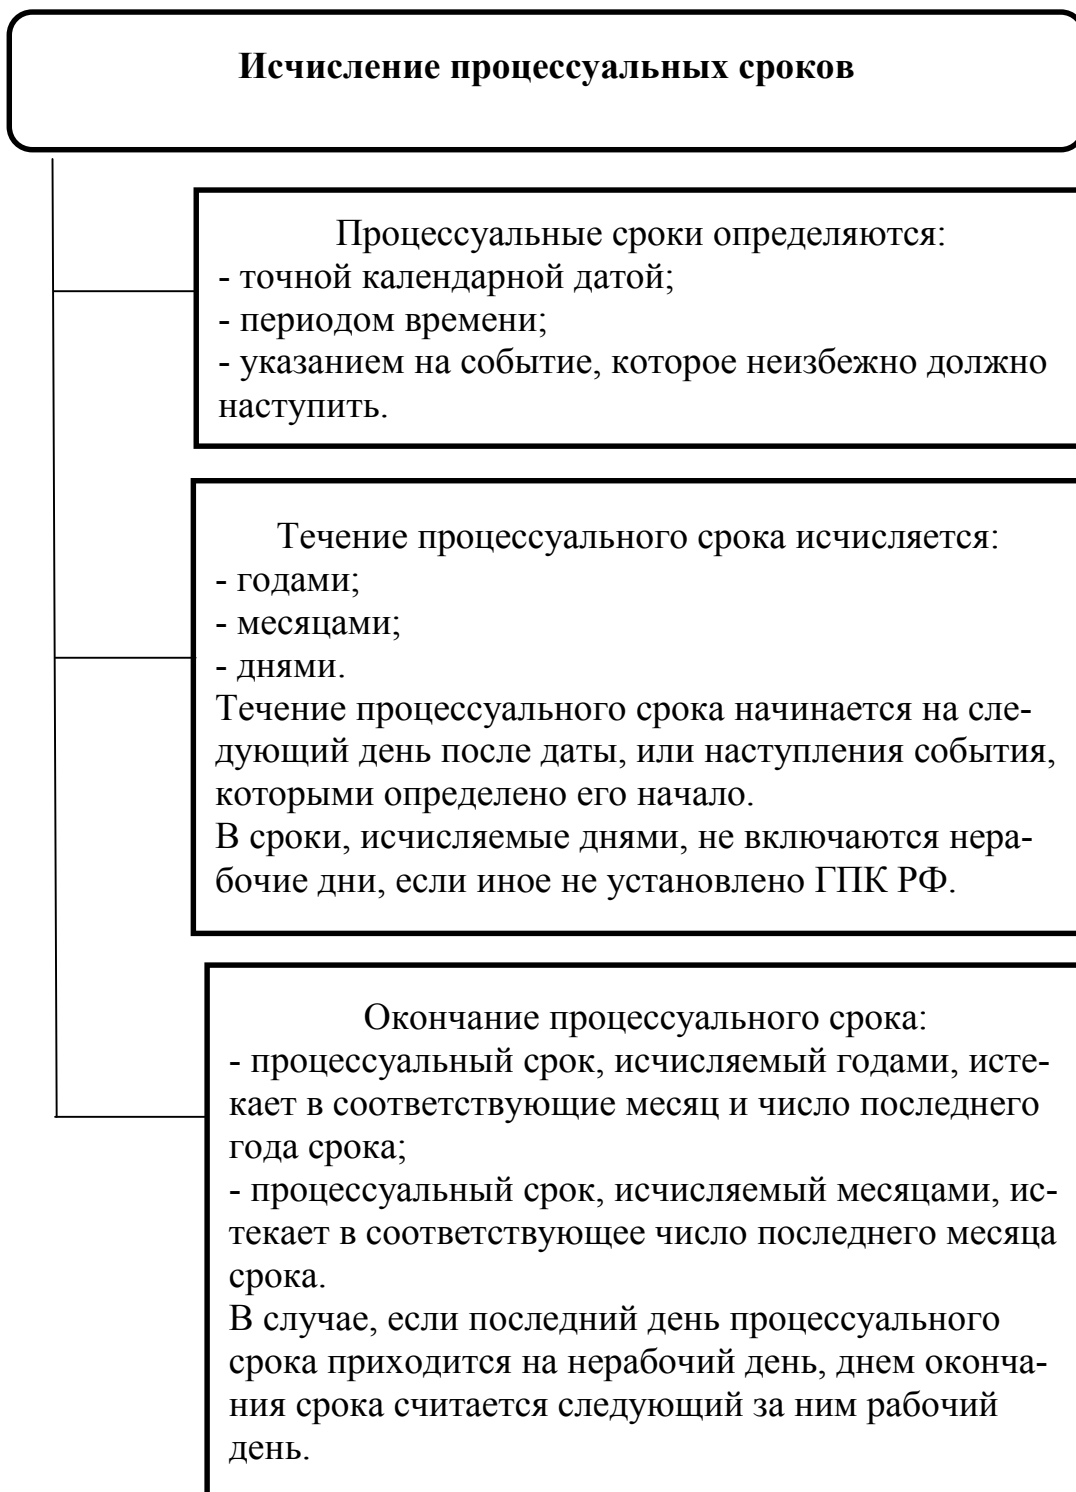 Исчисление процессуальных сроков
Процессуальные сроки определяются:
- точной календарной датой;
- периодом времени;
- указанием на событие, которое неизбежно должно
наступить.
Течение процессуального срока исчисляется:
- годами;
- месяцами;
- днями.
Течение процессуального срока начинается на сле-
дующий день после даты, или наступления события,
которыми определено его начало.
В сроки, исчисляемые днями, не включаются нера-
бочие дни, если иное не установлено ГПК РФ.
Окончание процессуального срока:
- процессуальный срок, исчисляемый годами, исте-
кает в соответствующие месяц и число последнего
года срока;
- процессуальный срок, исчисляемый месяцами, ис-
текает в соответствующее число последнего месяца
срока.
В случае, если последний день процессуального
срока приходится на нерабочий день, днем оконча-
ния срока считается следующий за ним рабочий
день.